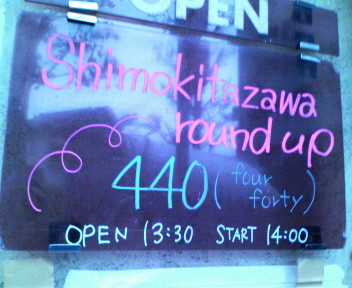 OPEN
Shimokitazawa
round up
440 (four forty)
OPEN 13:30 START 14:00